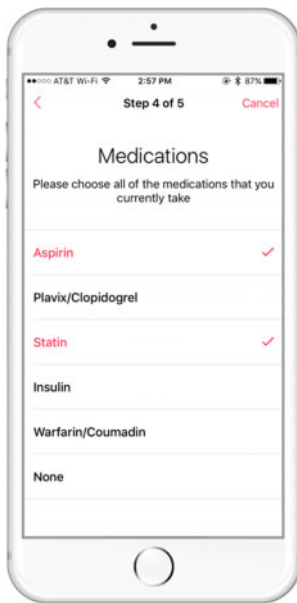 AT&T Wi-Fi 2:57 PM 87%
Step 4 of 5 Cancel
Medications
Please choose all of the medications that you
currently take
Aspirin
Plavix/Clopidogrel
Statin
Insulin
Warfarin/Coumadin
None